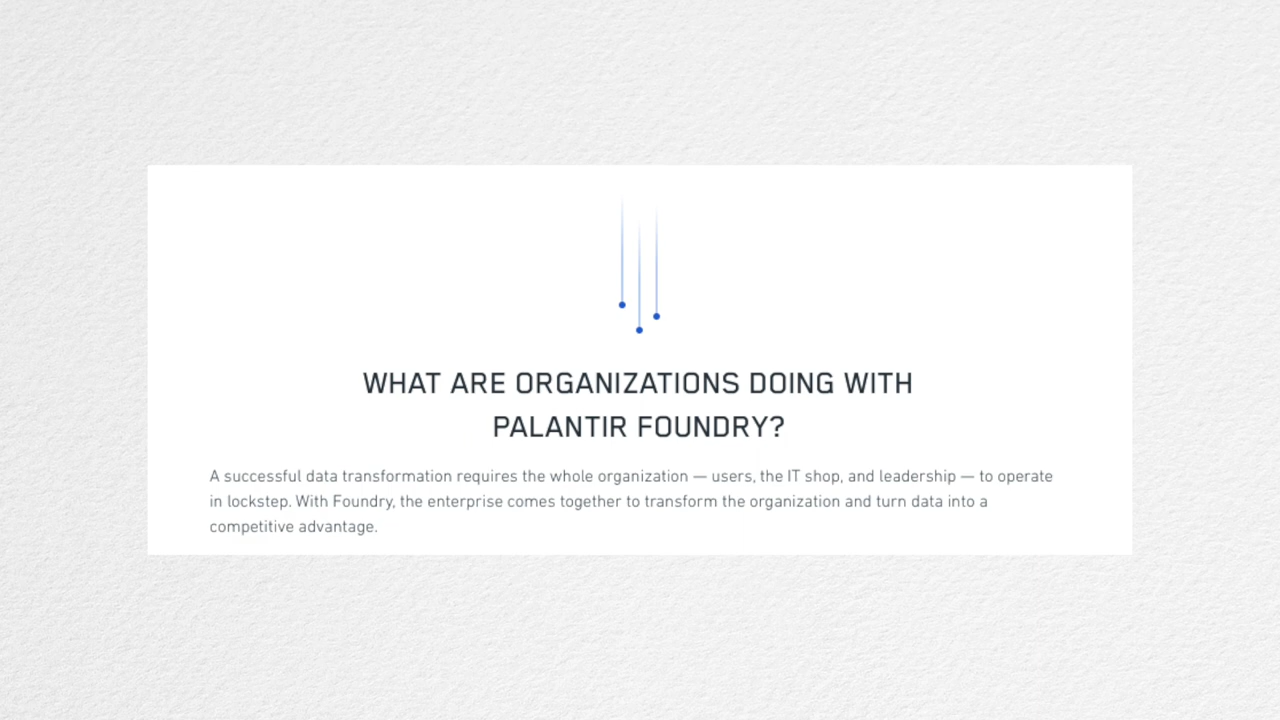 WHAT ARE ORGANIZATIONS DOING WITH
PALANTIR FOUNDRY?
A successful data transformation requires the whole organization — users, the IT shop, and leadership — to operate
in lockstep. With Foundry, the enterprise comes together to transform the organization and turn data into a
competitive advantage.